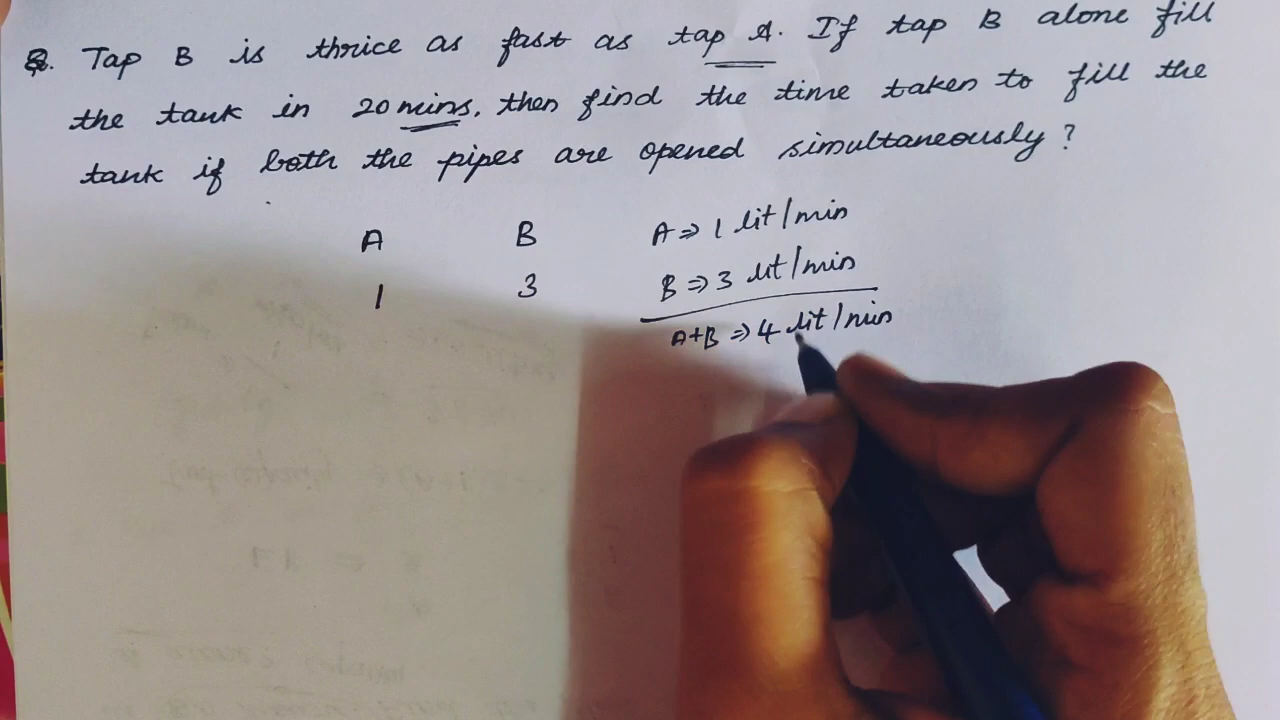 Q. Tap B is thrice as fast as tap A. If tap B alone fill
the tank in 20 mins, then find the time taken to fill the
tank if both the pipes are opened simultaneously?
A B A ⇒ 1 lit/min
1 3 B ⇒ 3 lit/min
A+B ⇒ 4 lit/min